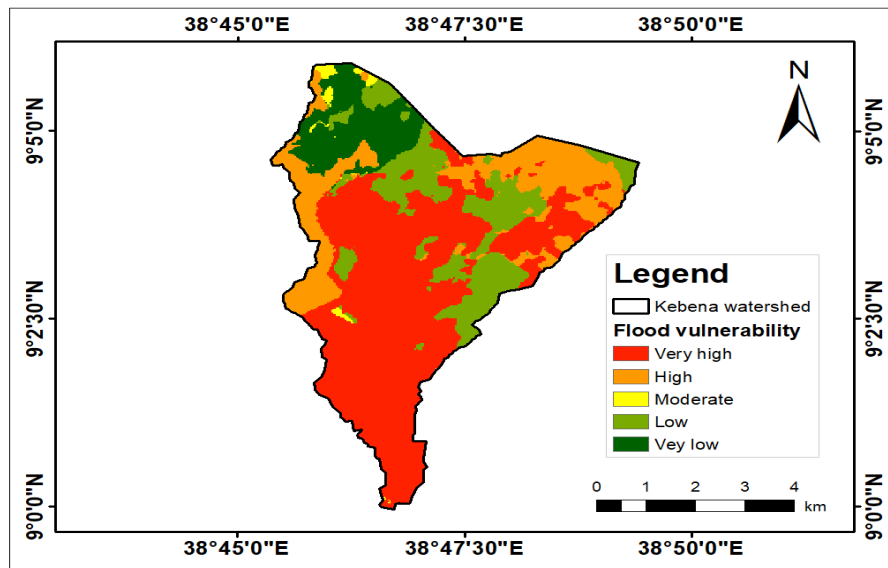 38°45'0"E 38°47'30"E 38°50'0"E
N
9°5'0"N 9°5'0"N
Legend
Kebena watershed
Flood vulnerability
Very high
High
Moderate
Low
Vey low
9°2'30"N 9°2'30"N
0 1 2 3 4
km
9°0'0"N 9°0'0"N
38°45'0"E 38°47'30"E 38°50'0"E